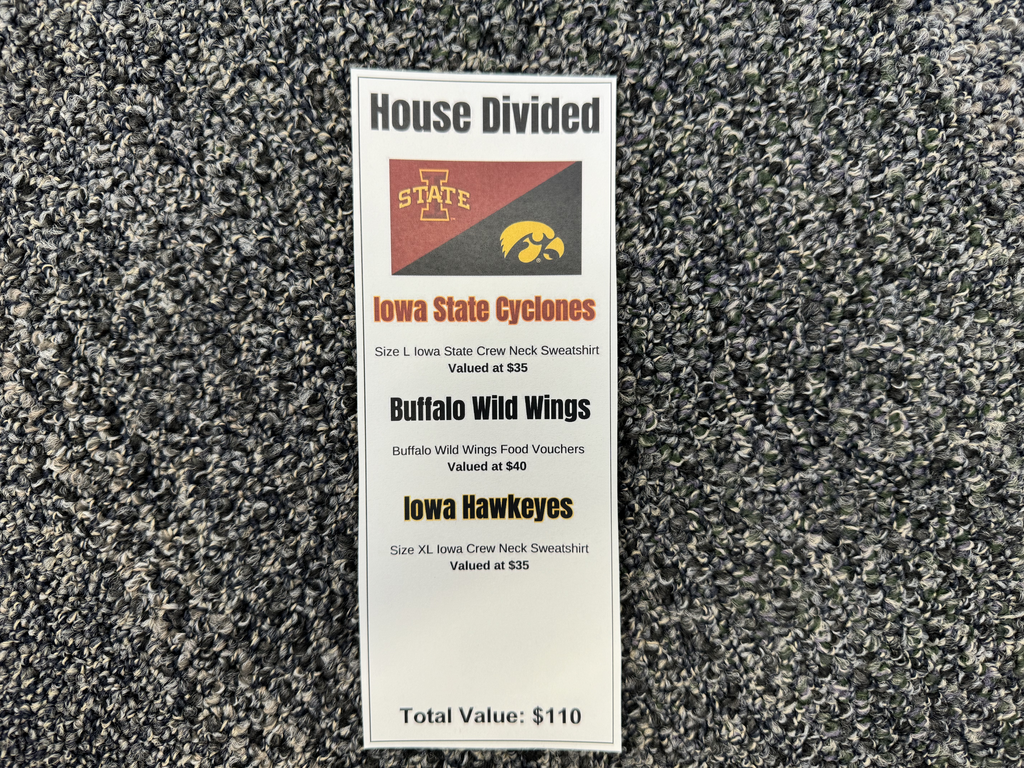 House Divided
I
STATE
Iowa State Cyclones
Size L Iowa State Crew Neck Sweatshirt
Valued at $35
Buffalo Wild Wings
Buffalo Wild Wings Food Vouchers
Valued at $40
Iowa Hawkeyes
Size XL Iowa Crew Neck Sweatshirt
Valued at $35
Total Value: $110